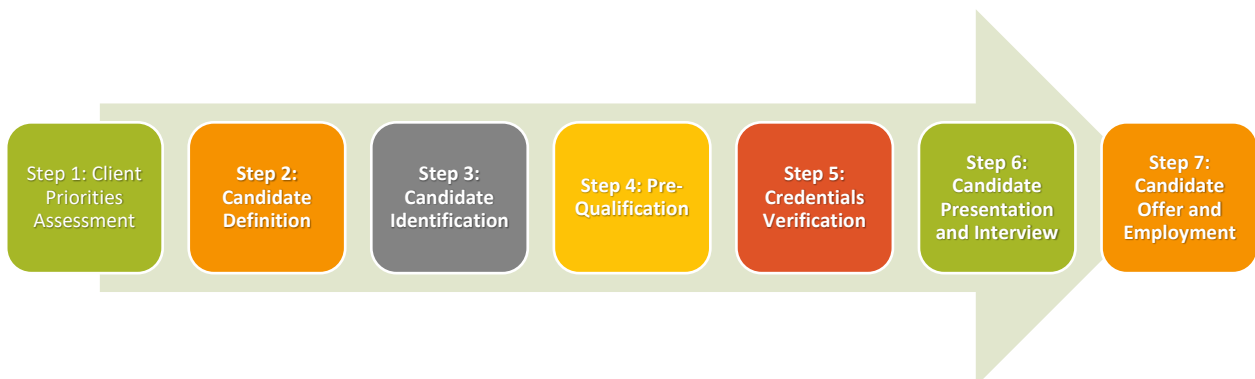 Step 1: Client
Priorities
Assessment
Step 2:
Candidate
Definition
Step 3:
Candidate
Identification
Step 4: Pre-
Qualification
Step 5:
Credentials
Verification
Step 6:
Candidate
Presentation
and Interview
Step 7:
Candidate
Offer and
Employment